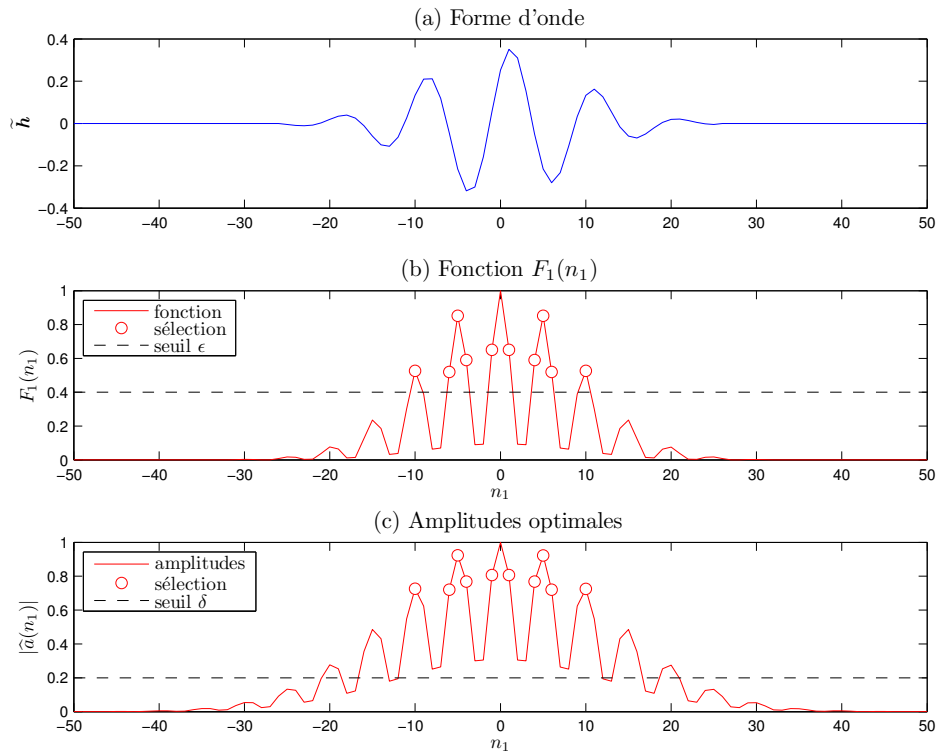 (a) Forme d'onde
0.4
0.2
0
−0.2
−0.4
h̃
−50 −40 −30 −20 −10 0 10 20 30 40 50
(b) Fonction F₁(n₁)
1
0.8
0.6
0.4
0.2
0
F₁(n₁)
fonction
sélection
seuil ϵ
−50 −40 −30 −20 −10 0 10 20 30 40 50
n₁
(c) Amplitudes optimales
1
0.8
0.6
0.4
0.2
0
|â(n₁)|
amplitudes
sélection
seuil δ
−50 −40 −30 −20 −10 0 10 20 30 40 50
n₁